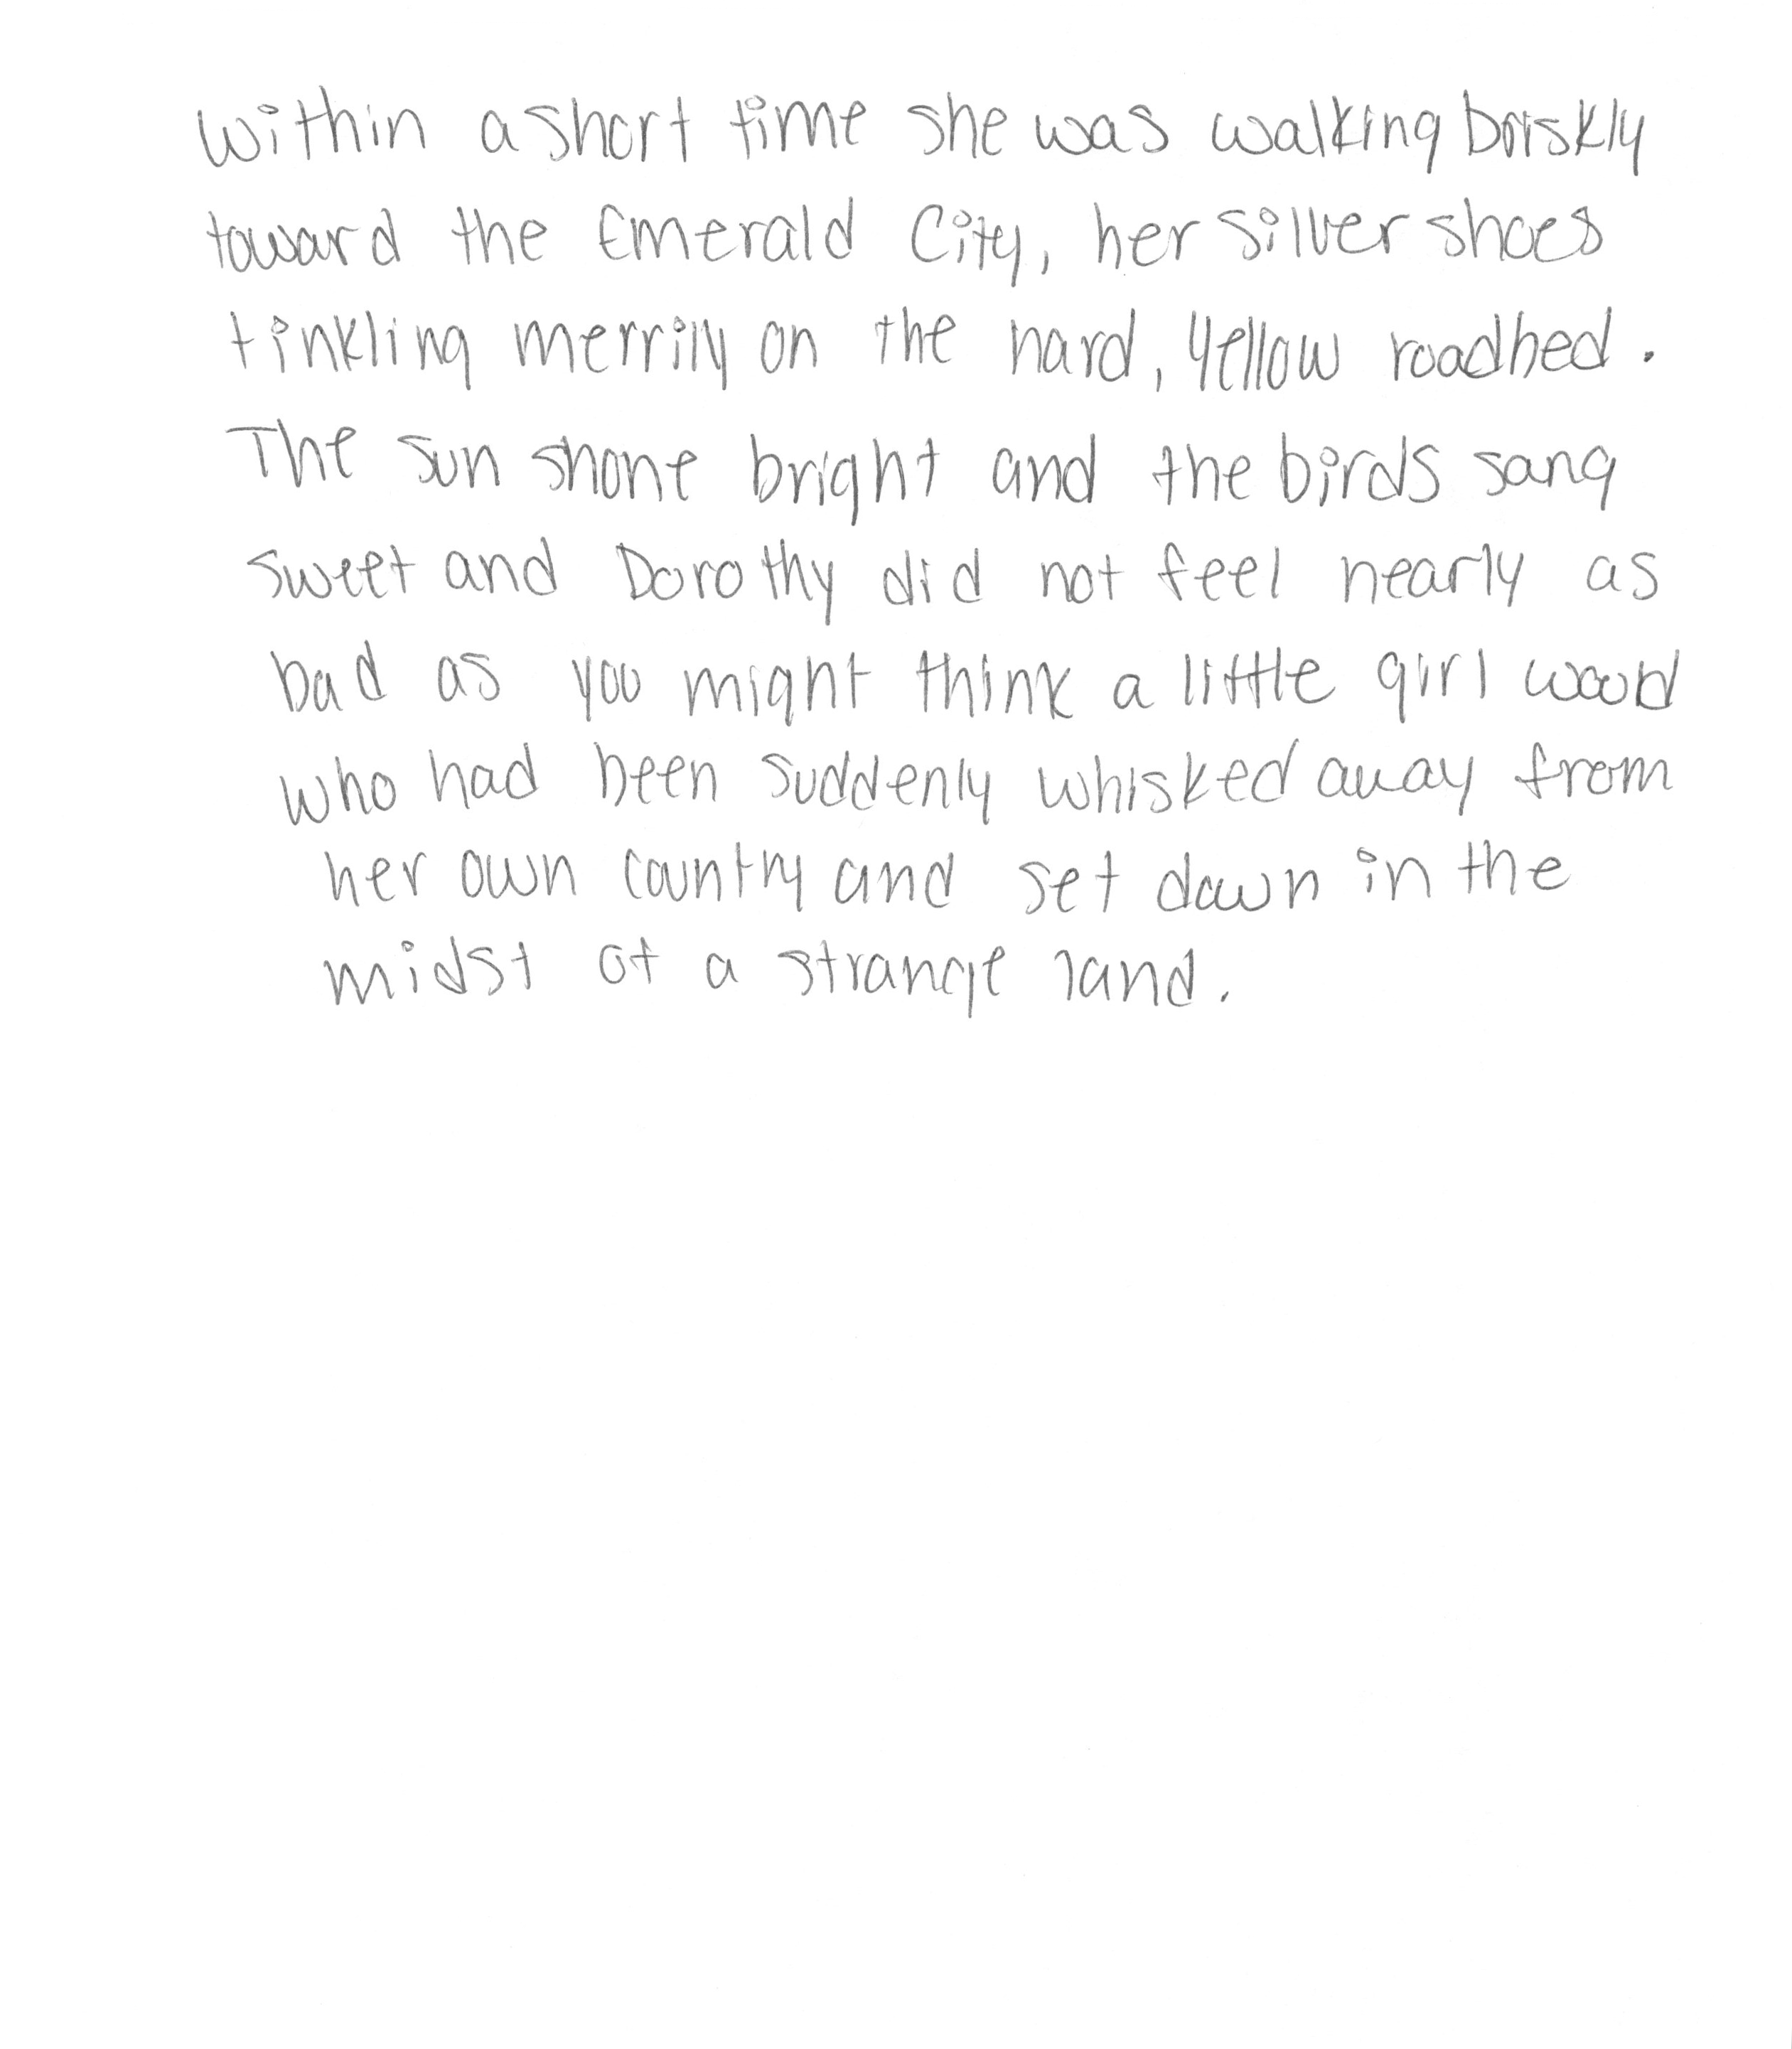 Within a short time she was walking briskly
toward the Emerald City, her silver shoes
tinkling merrily on the hard, yellow roadbed.
The sun shone bright and the birds sang
sweet and Dorothy did not feel nearly as
bad as you might think a little girl would
who had been suddenly whisked away from
her own country and set down in the
midst of a strange land.